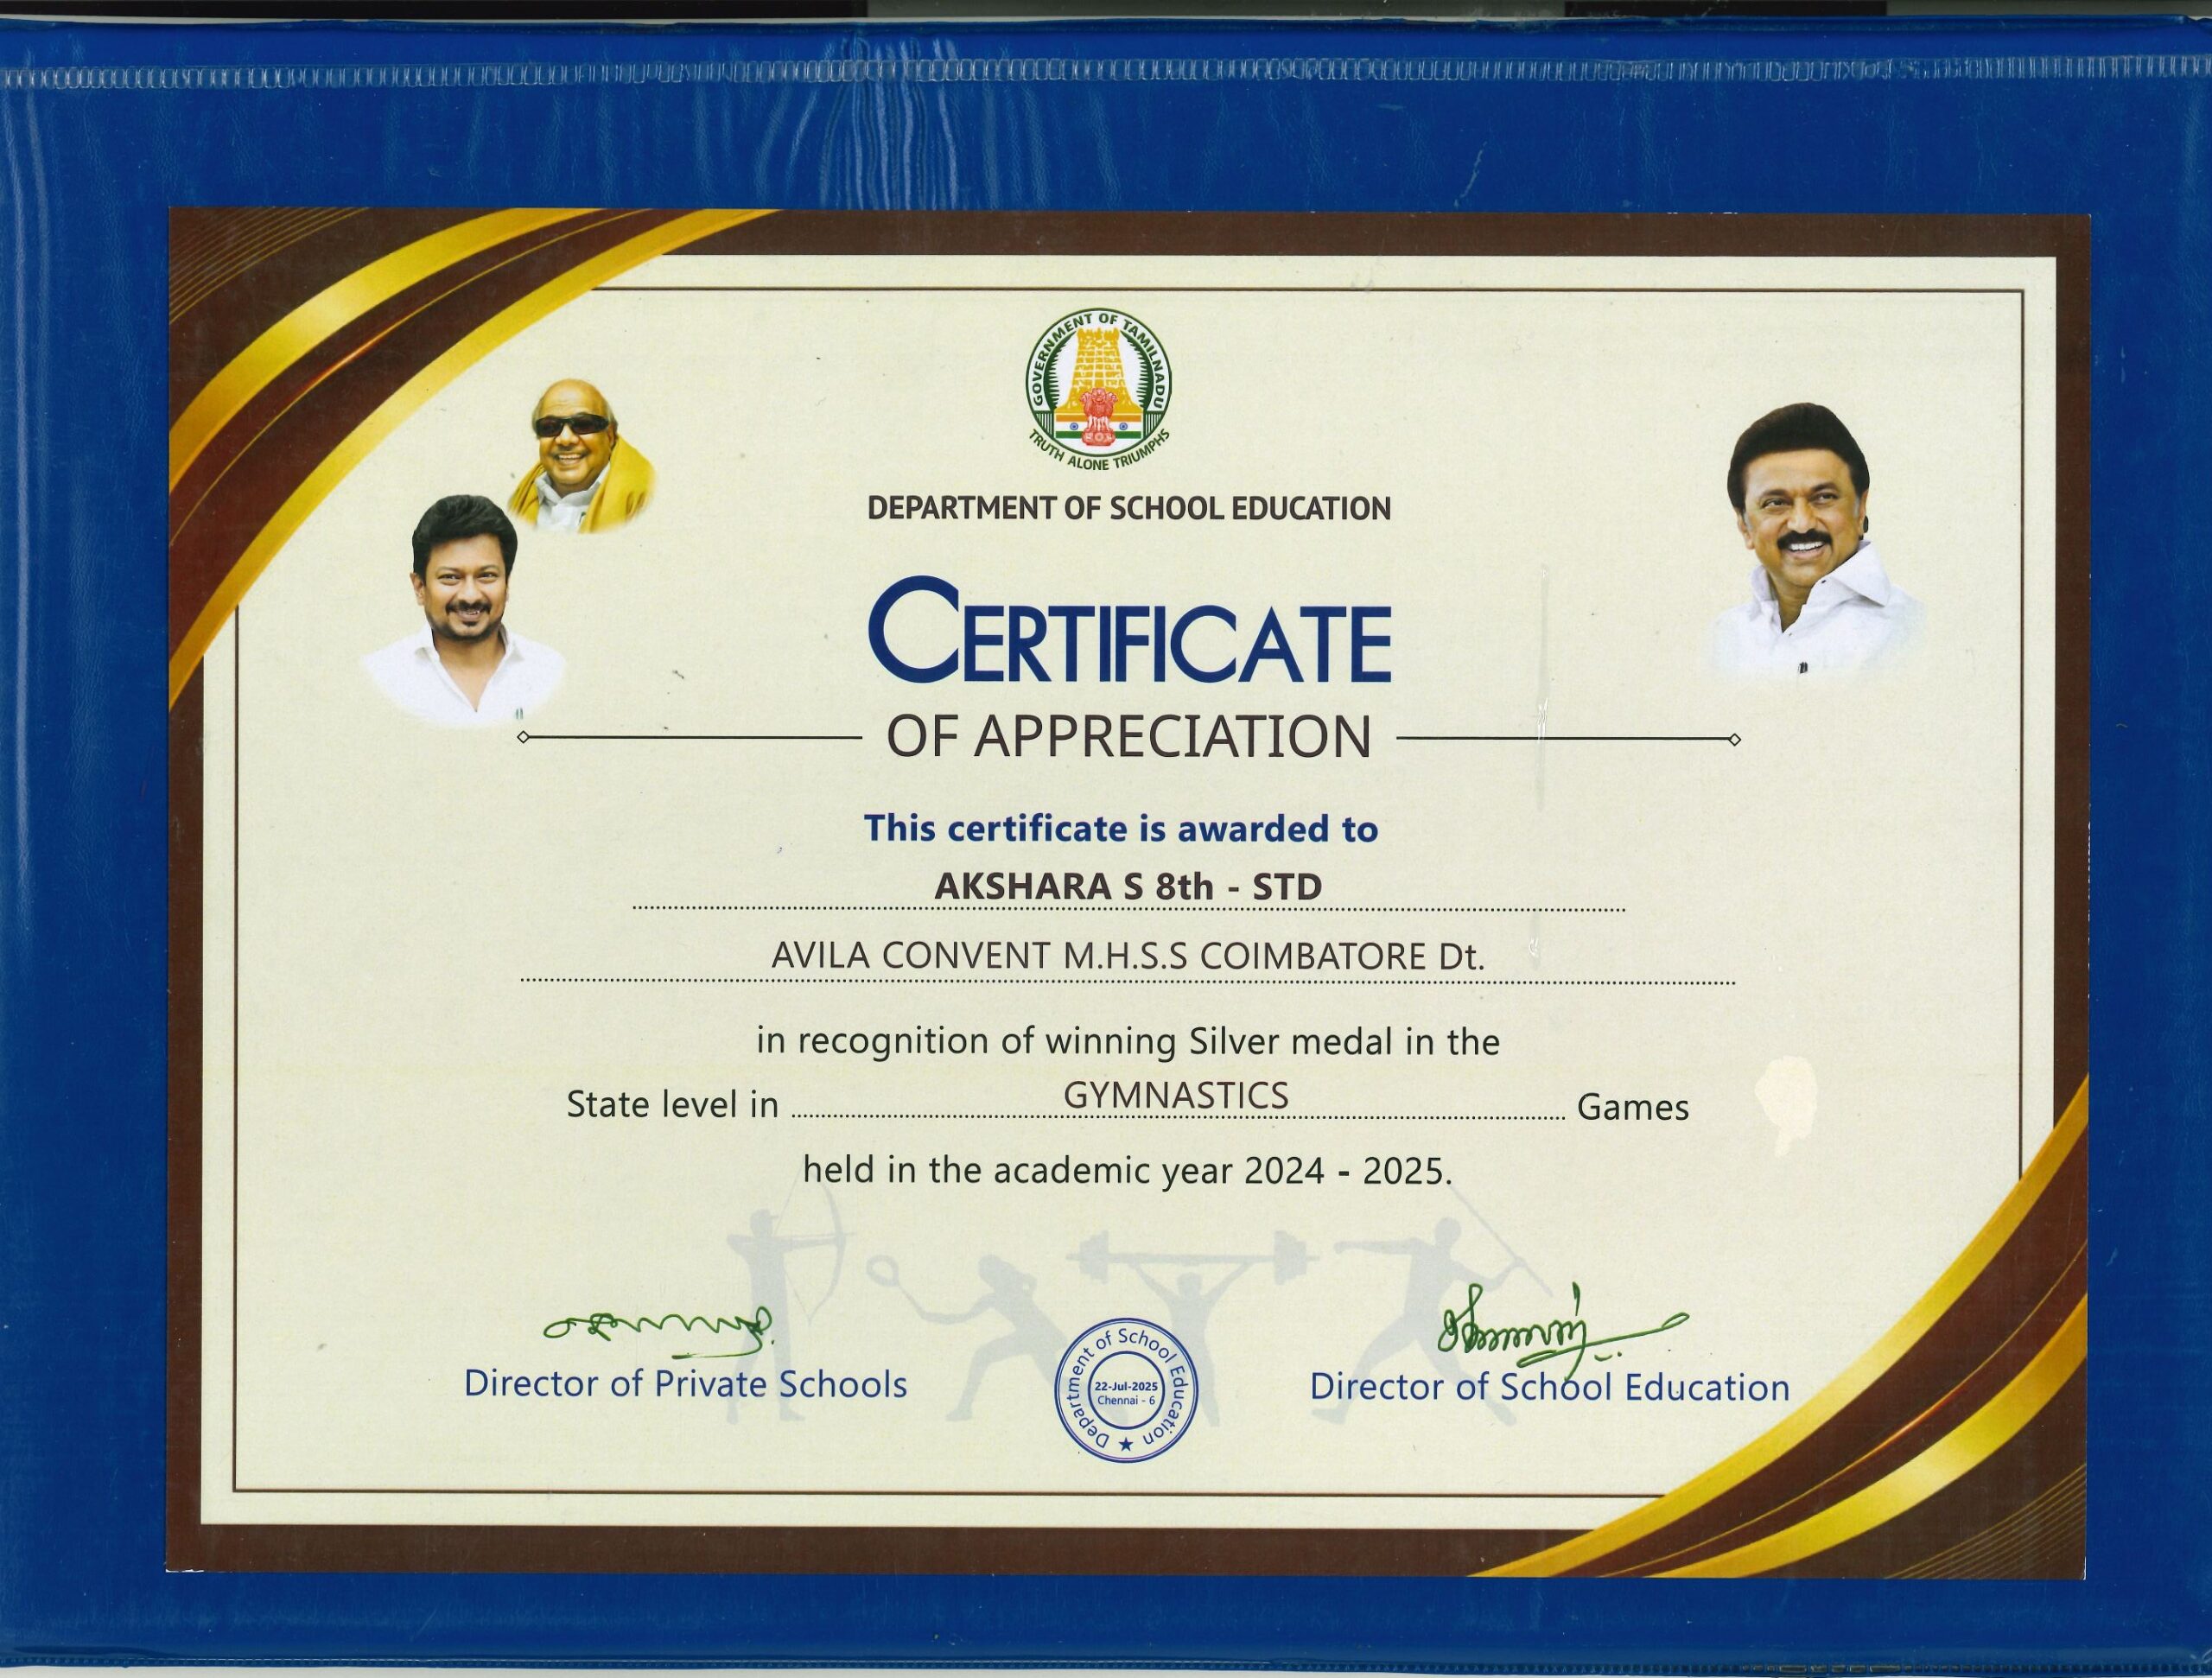 GOVERNMENT OF TAMILNADU
TRUTH ALONE TRIUMPHS
DEPARTMENT OF SCHOOL EDUCATION
CERTIFICATE
OF APPRECIATION
This certificate is awarded to
AKSHARA S 8th - STD
AVILA CONVENT M.H.S.S COIMBATORE Dt.
in recognition of winning Silver medal in the
State level in GYMNASTICS Games
held in the academic year 2024 - 2025.
Director of Private Schools
Department of School Education
22-Jul-2025
Chennai - 6
Director of School Education